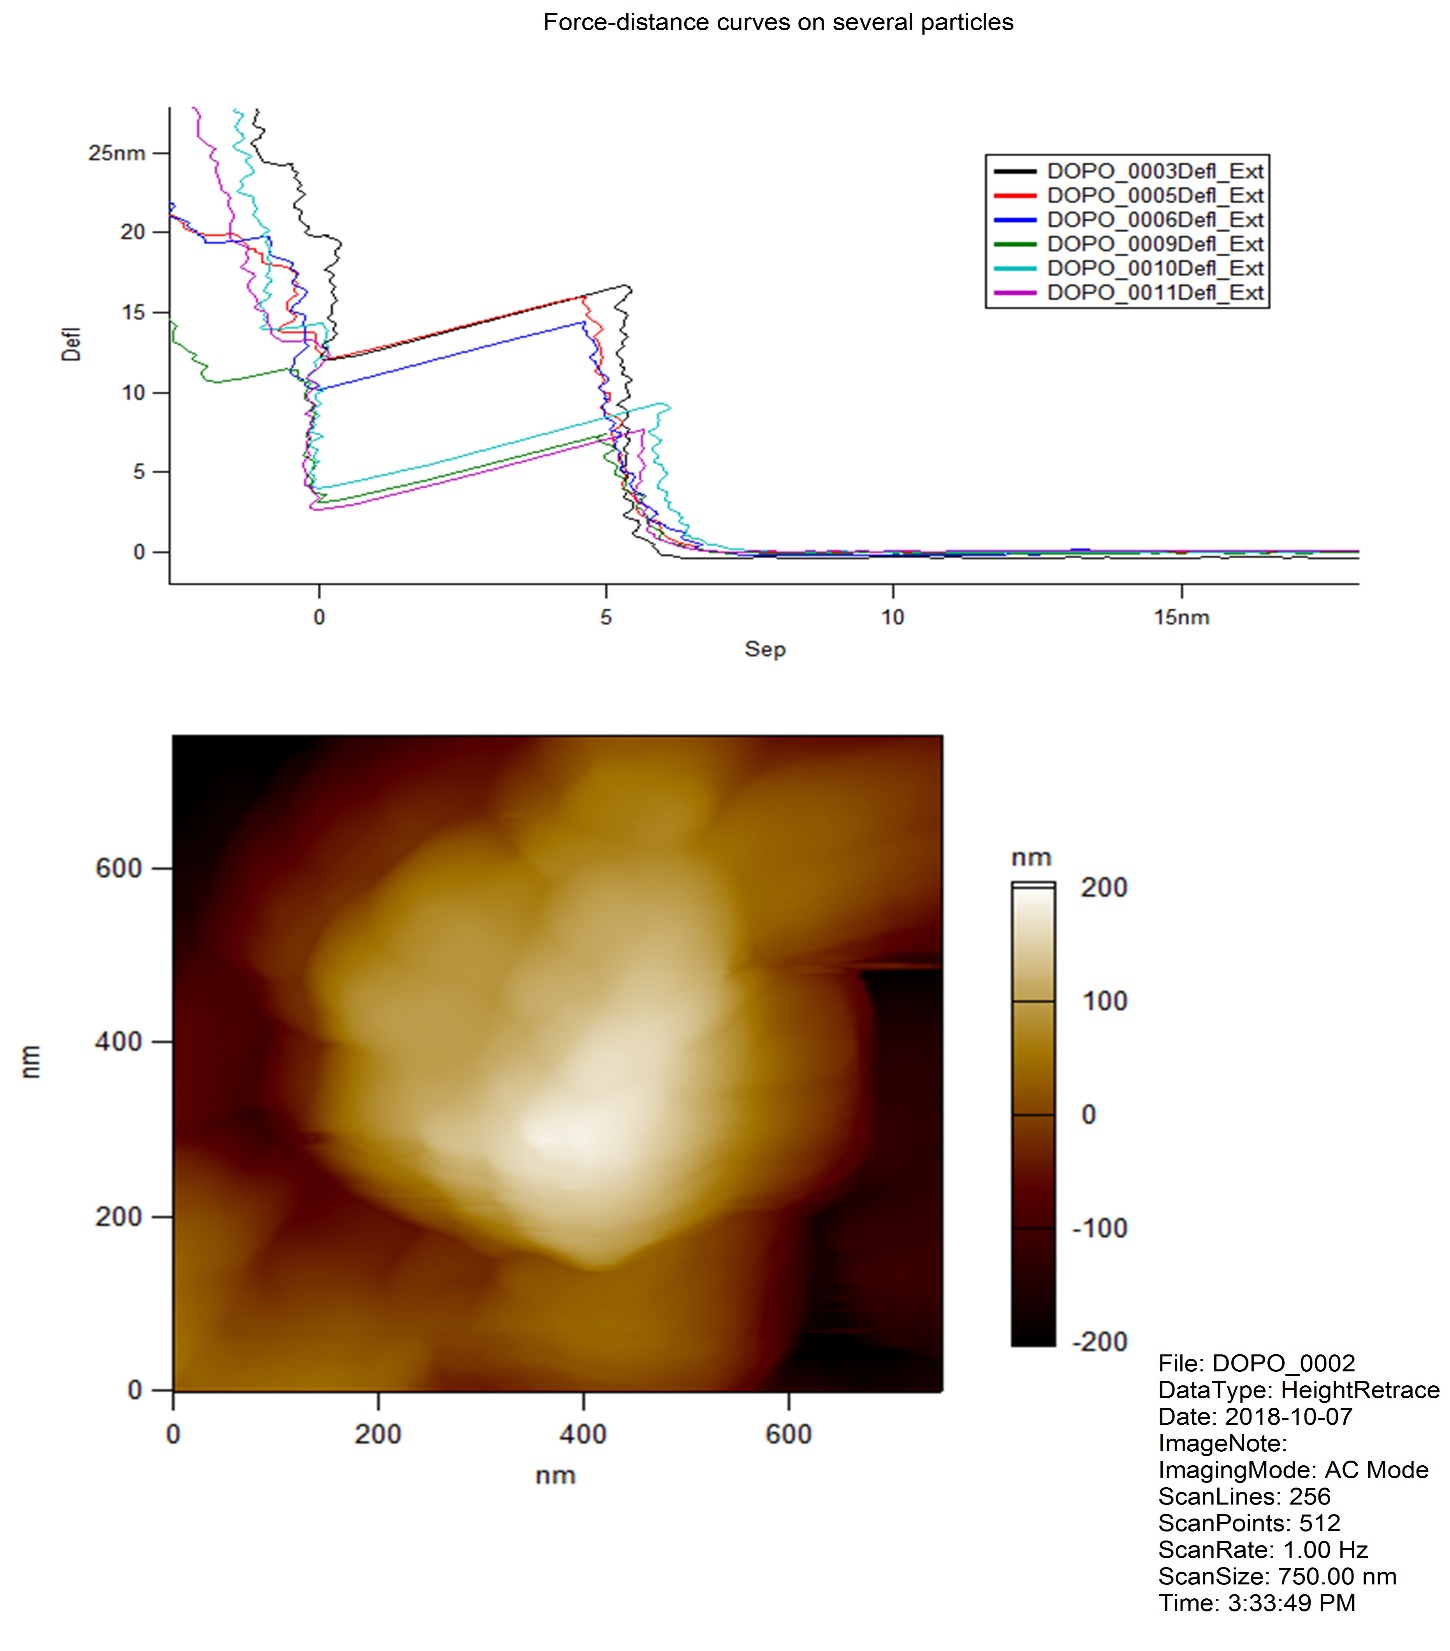 Force-distance curves on several particles
25nm
20
15
10
5
0
Defl
0
5
10
15nm
Sep
DOPO_0003Defl_Ext
DOPO_0005Defl_Ext
DOPO_0006Defl_Ext
DOPO_0009Defl_Ext
DOPO_0010Defl_Ext
DOPO_0011Defl_Ext
600
400
200
0
nm
0
200
400
600
nm
nm
200
100
0
-100
-200
File: DOPO_0002
DataType: HeightRetrace
Date: 2018-10-07
ImageNote:
ImagingMode: AC Mode
ScanLines: 256
ScanPoints: 512
ScanRate: 1.00 Hz
ScanSize: 750.00 nm
Time: 3:33:49 PM